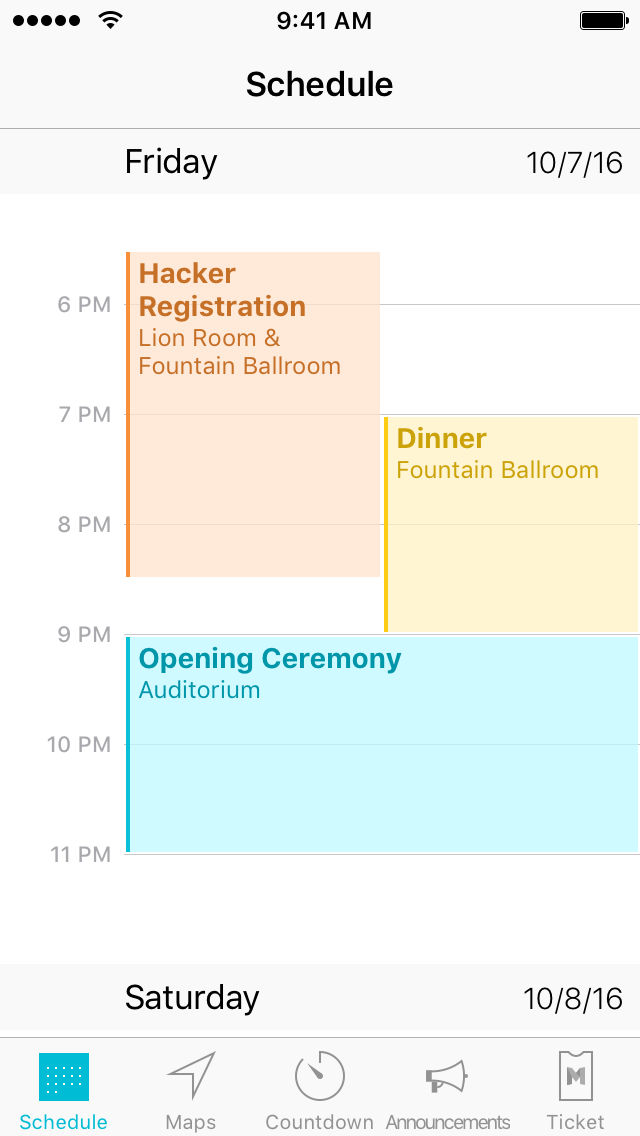 9:41 AM
Schedule
Friday 10/7/16
Hacker
Registration
6 PM
Lion Room &
Fountain Ballroom
7 PM
Dinner
Fountain Ballroom
8 PM
9 PM
Opening Ceremony
Auditorium
10 PM
11 PM
Saturday 10/8/16
M
Schedule Maps Countdown Announcements Ticket